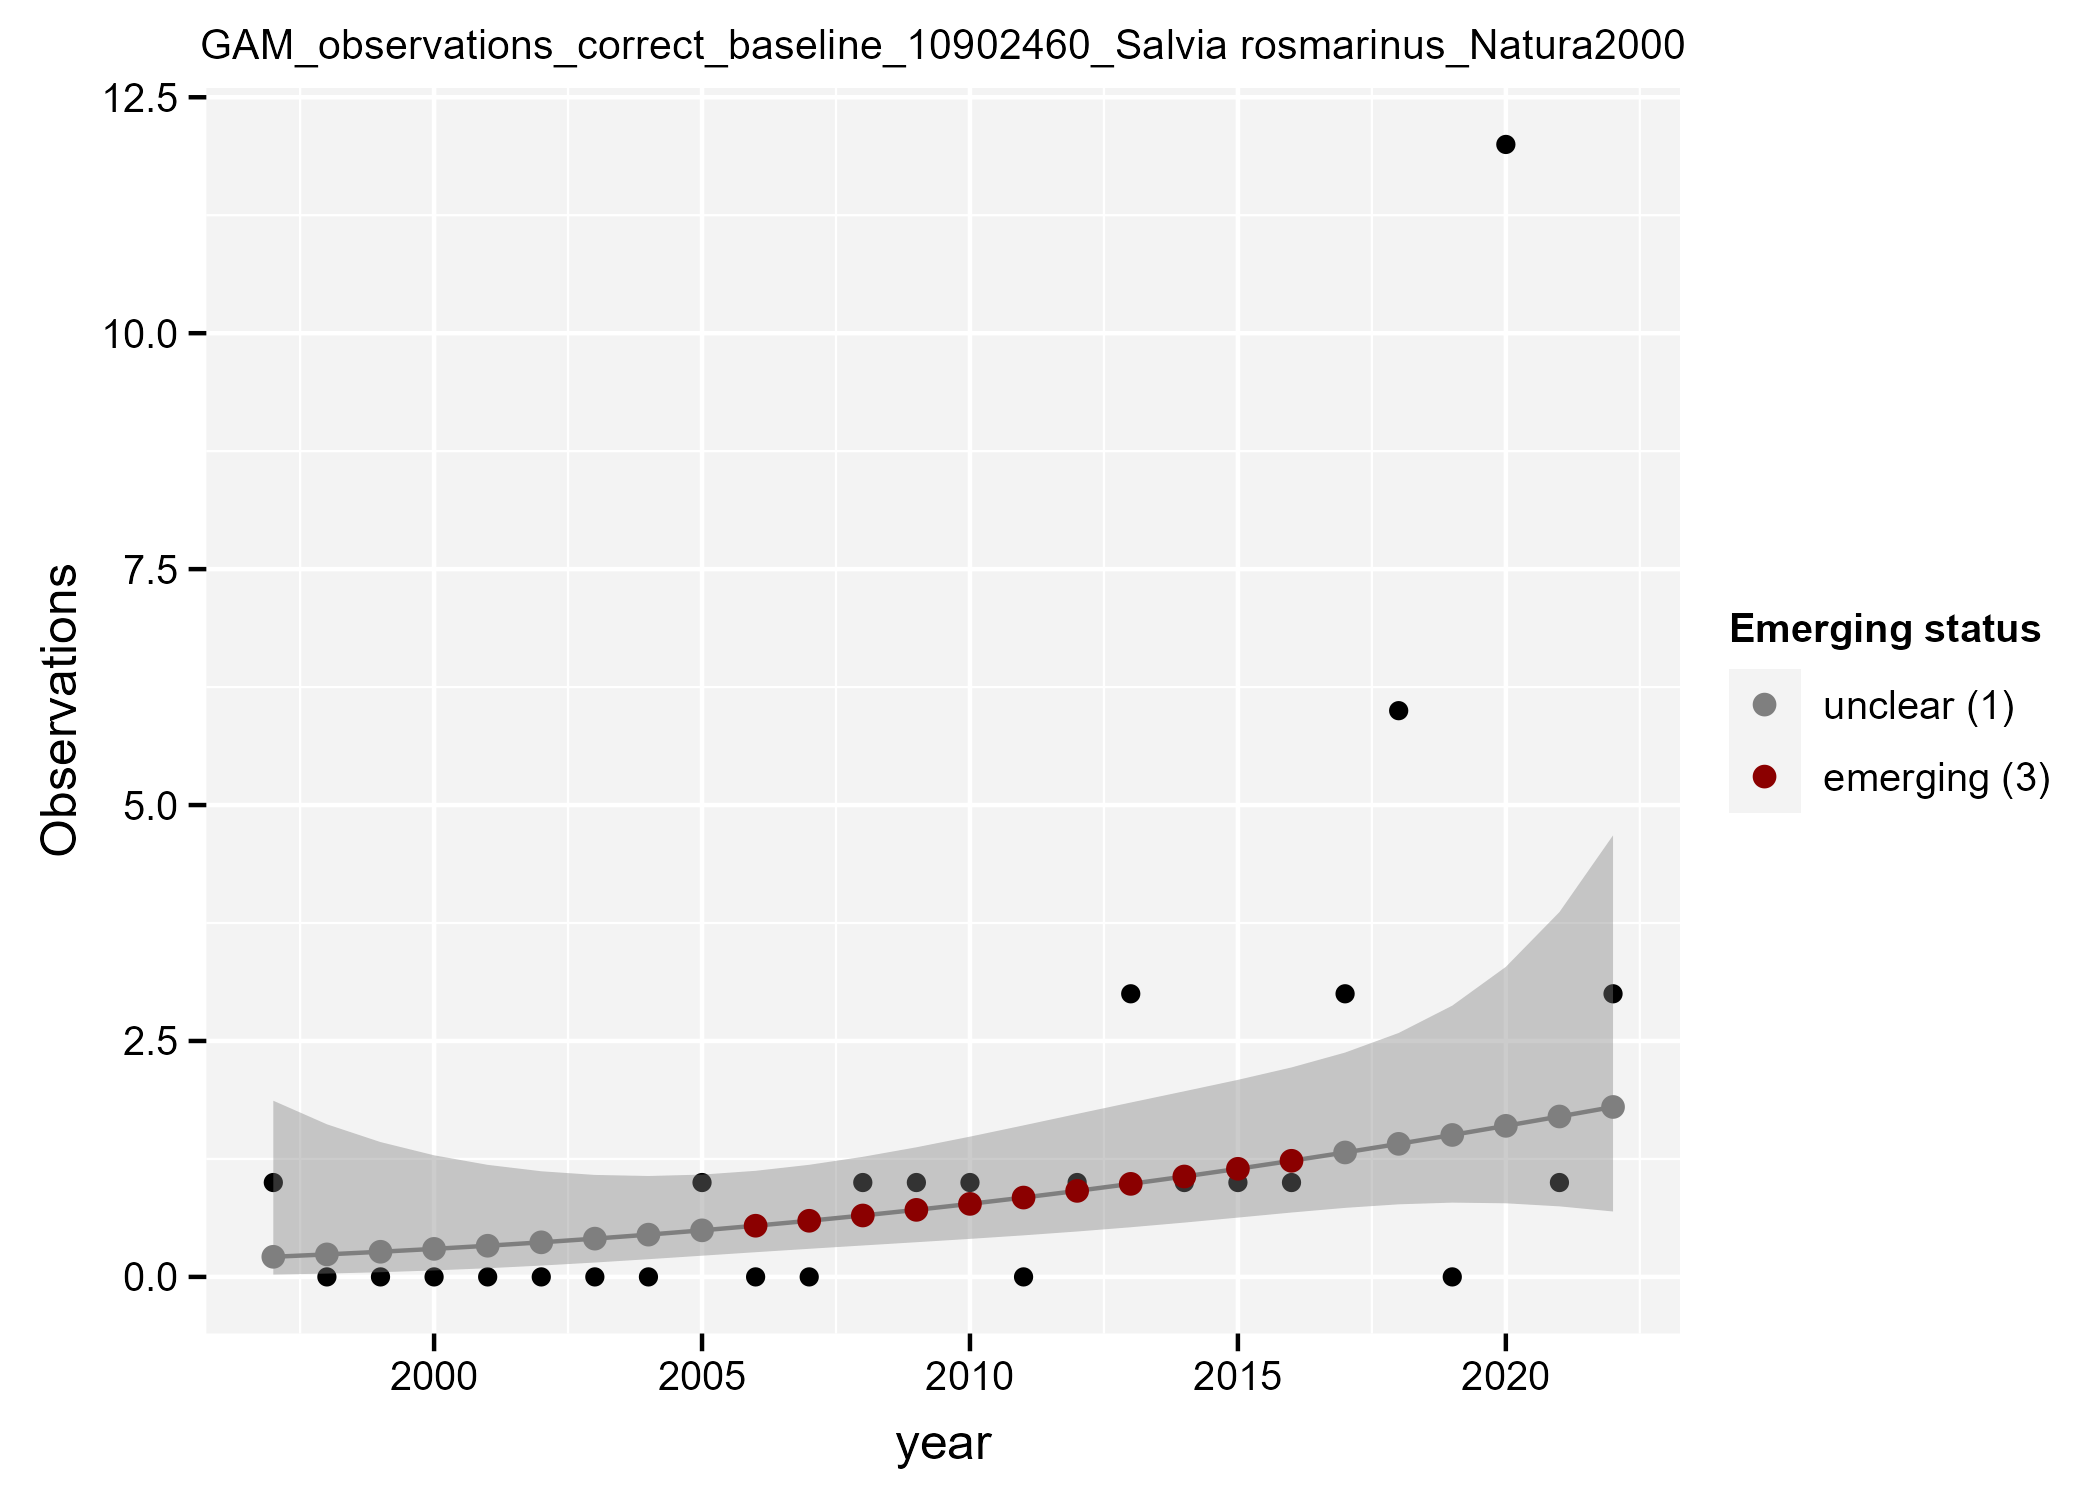 GAM_observations_correct_baseline_10902460_Salvia rosmarinus_Natura2000
12.5
10.0
7.5
5.0
2.5
0.0
Observations
2000 2005 2010 2015 2020
year
Emerging status
unclear (1)
emerging (3)